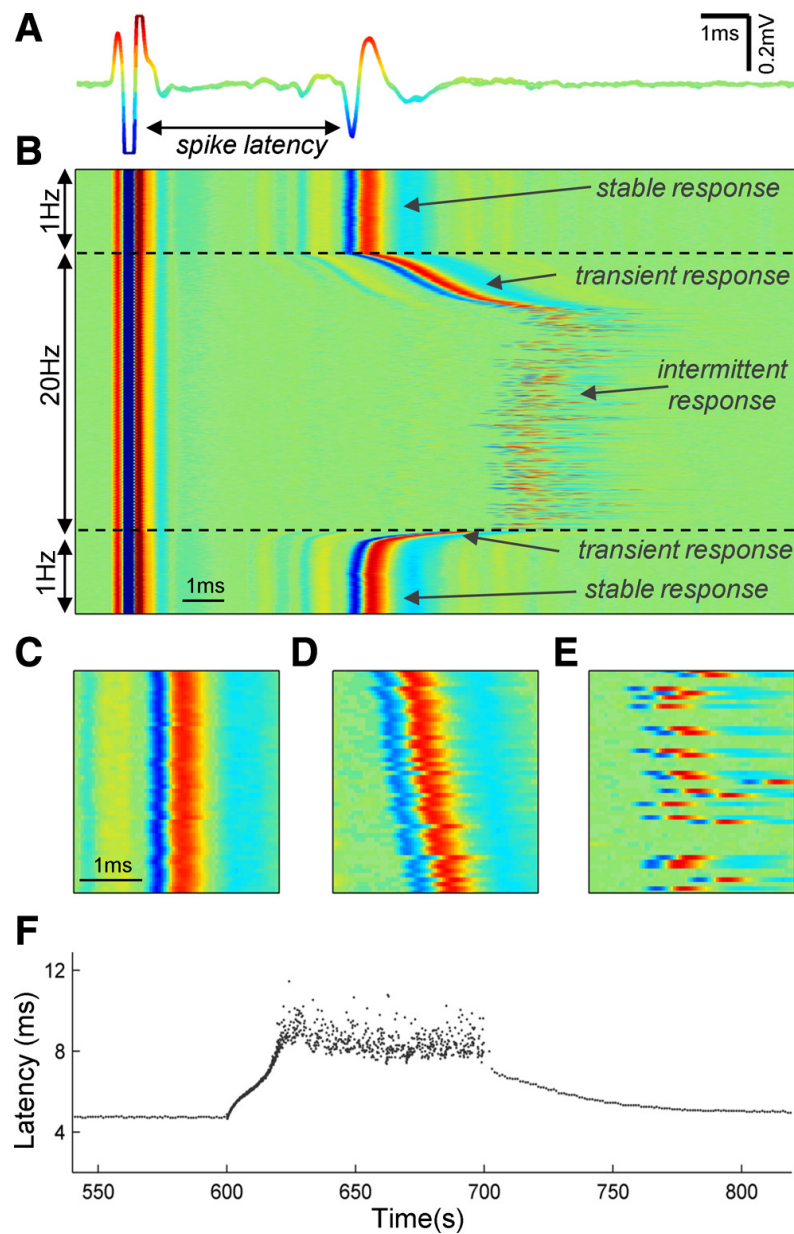 A
1ms
0.2mV
spike latency
B
1Hz
stable response
transient response
20Hz
intermittent
response
transient response
1Hz
1ms
stable response
C
D
E
1ms
F
12
8
4
Latency (ms)
550
600
650
700
750
800
Time(s)